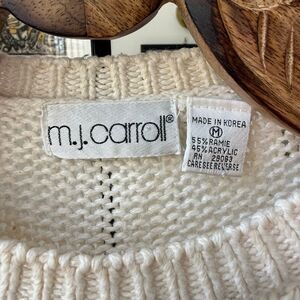 m.j. carroll®
MADE IN KOREA
M
55% RAMIE
45% ACRYLIC
RN 29083
CARE SEE REVERSE